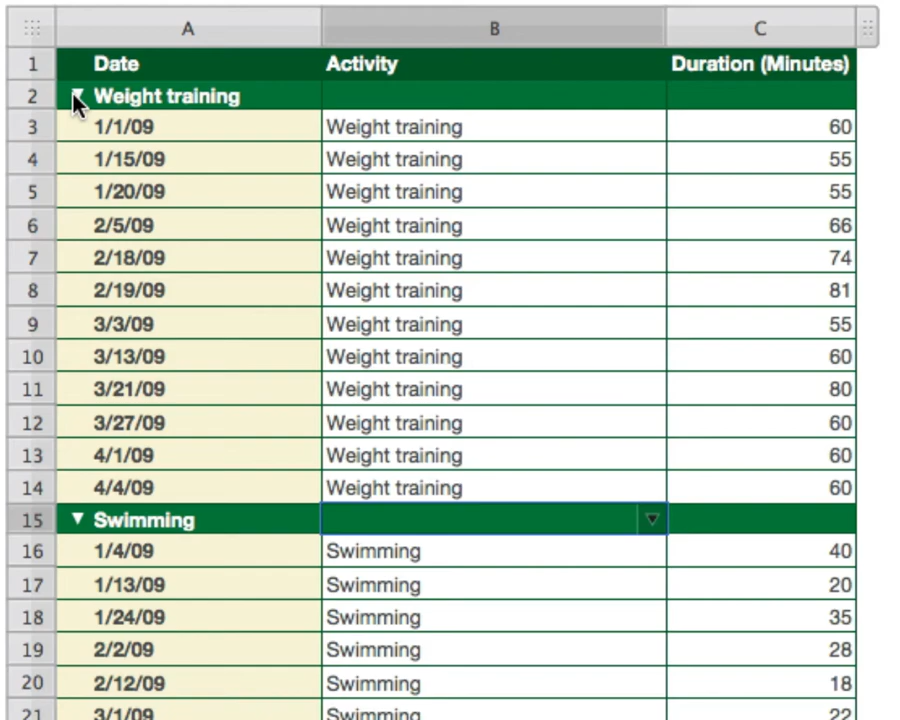 A B C
1 Date Activity Duration (Minutes)
2 Weight training
3 1/1/09 Weight training 60
4 1/15/09 Weight training 55
5 1/20/09 Weight training 55
6 2/5/09 Weight training 66
7 2/18/09 Weight training 74
8 2/19/09 Weight training 81
9 3/3/09 Weight training 55
10 3/13/09 Weight training 60
11 3/21/09 Weight training 80
12 3/27/09 Weight training 60
13 4/1/09 Weight training 60
14 4/4/09 Weight training 60
15 Swimming
16 1/4/09 Swimming 40
17 1/13/09 Swimming 20
18 1/24/09 Swimming 35
19 2/2/09 Swimming 28
20 2/12/09 Swimming 18
21 3/1/09 Swimming 22